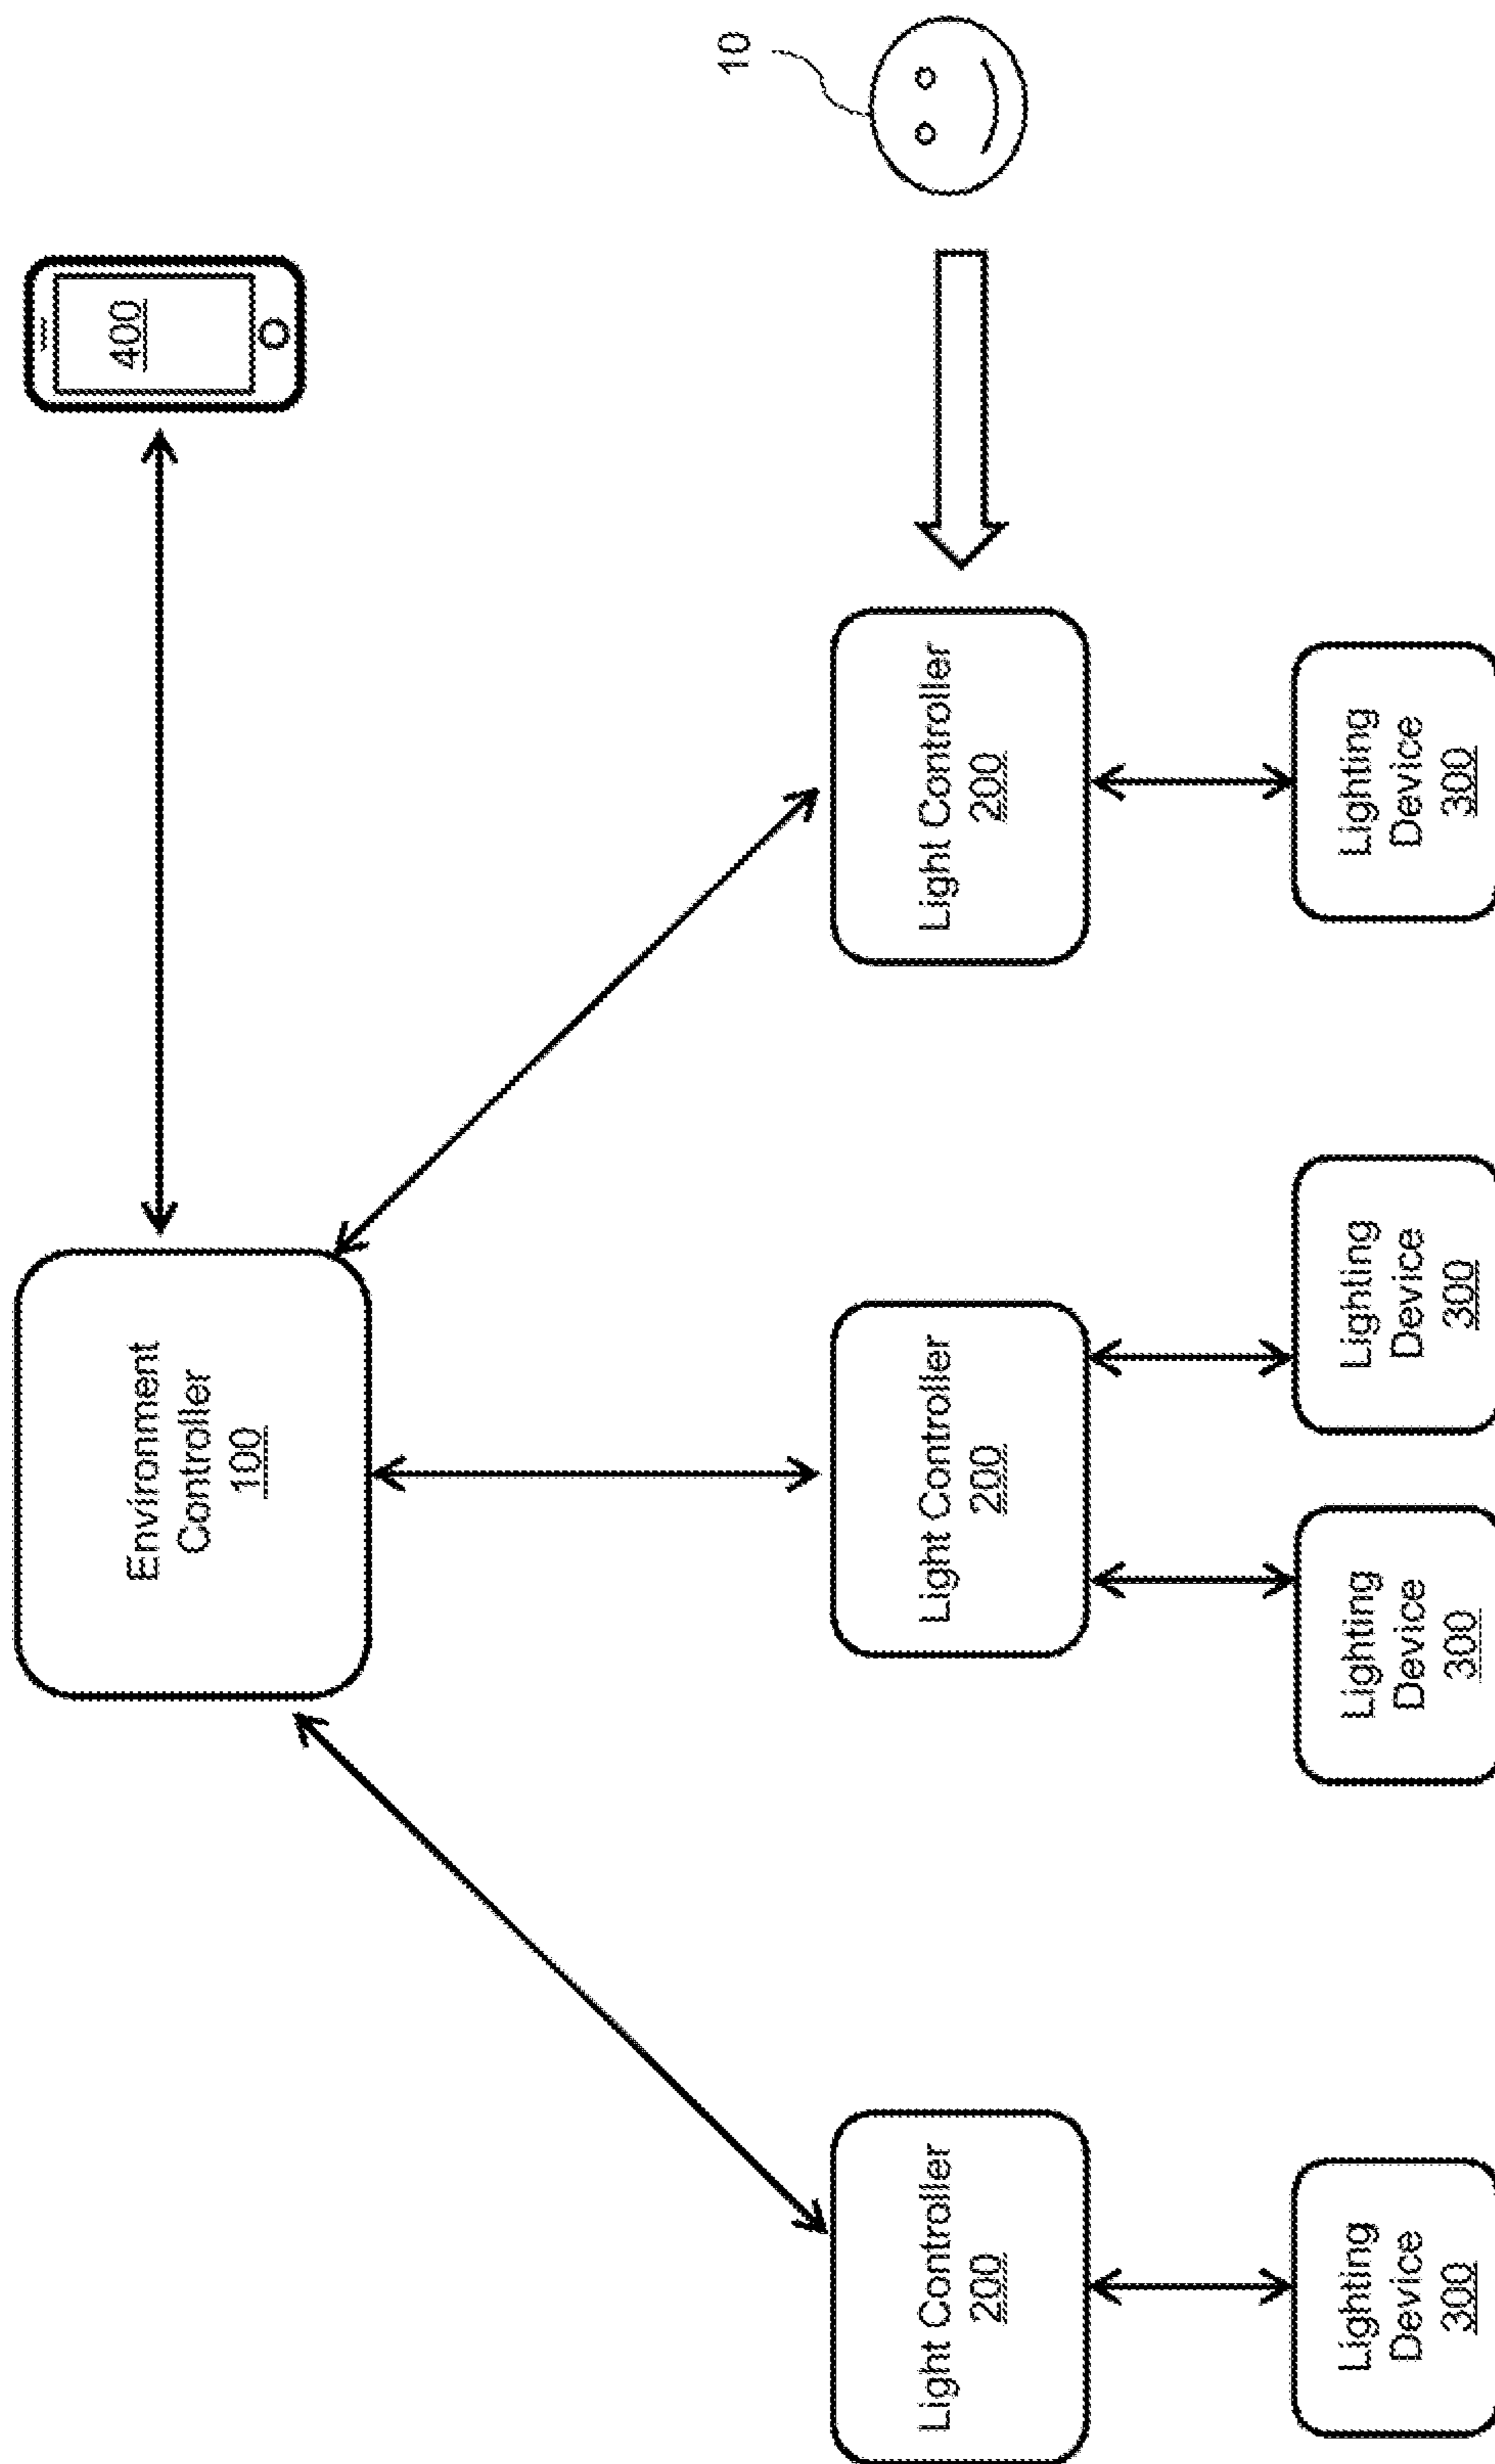 Environment
Controller
100
400
10
Light Controller
200
Light Controller
200
Light Controller
200
Lighting
Device
300
Lighting
Device
300
Lighting
Device
300
Lighting
Device
300